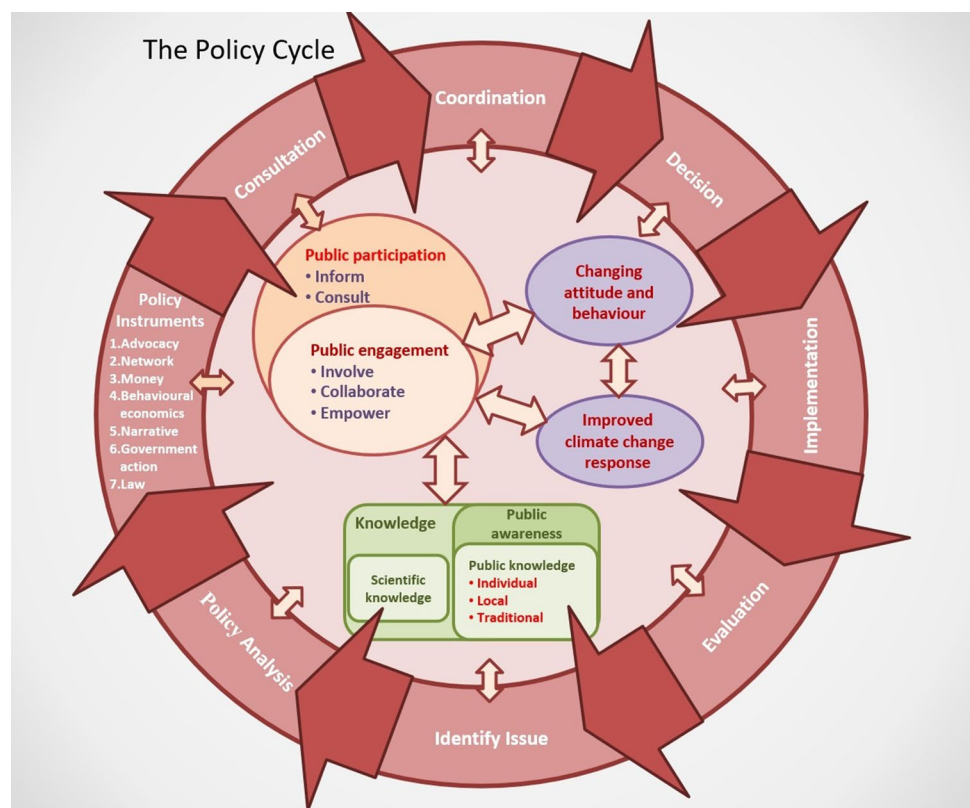 The Policy Cycle
Coordination
Consultation
Decision
Public participation
• Inform
• Consult
Changing
attitude and
behaviour
Policy
Instruments
1.Advocacy
2.Network
3.Money
4.Behavioural
economics
5.Narrative
6.Government
action
7.Law
Public engagement
• Involve
• Collaborate
• Empower
Implementation
Improved
climate change
response
Knowledge
Public
awareness
Scientific
knowledge
Public knowledge
• Individual
• Local
• Traditional
Policy Analysis
Evaluation
Identify Issue